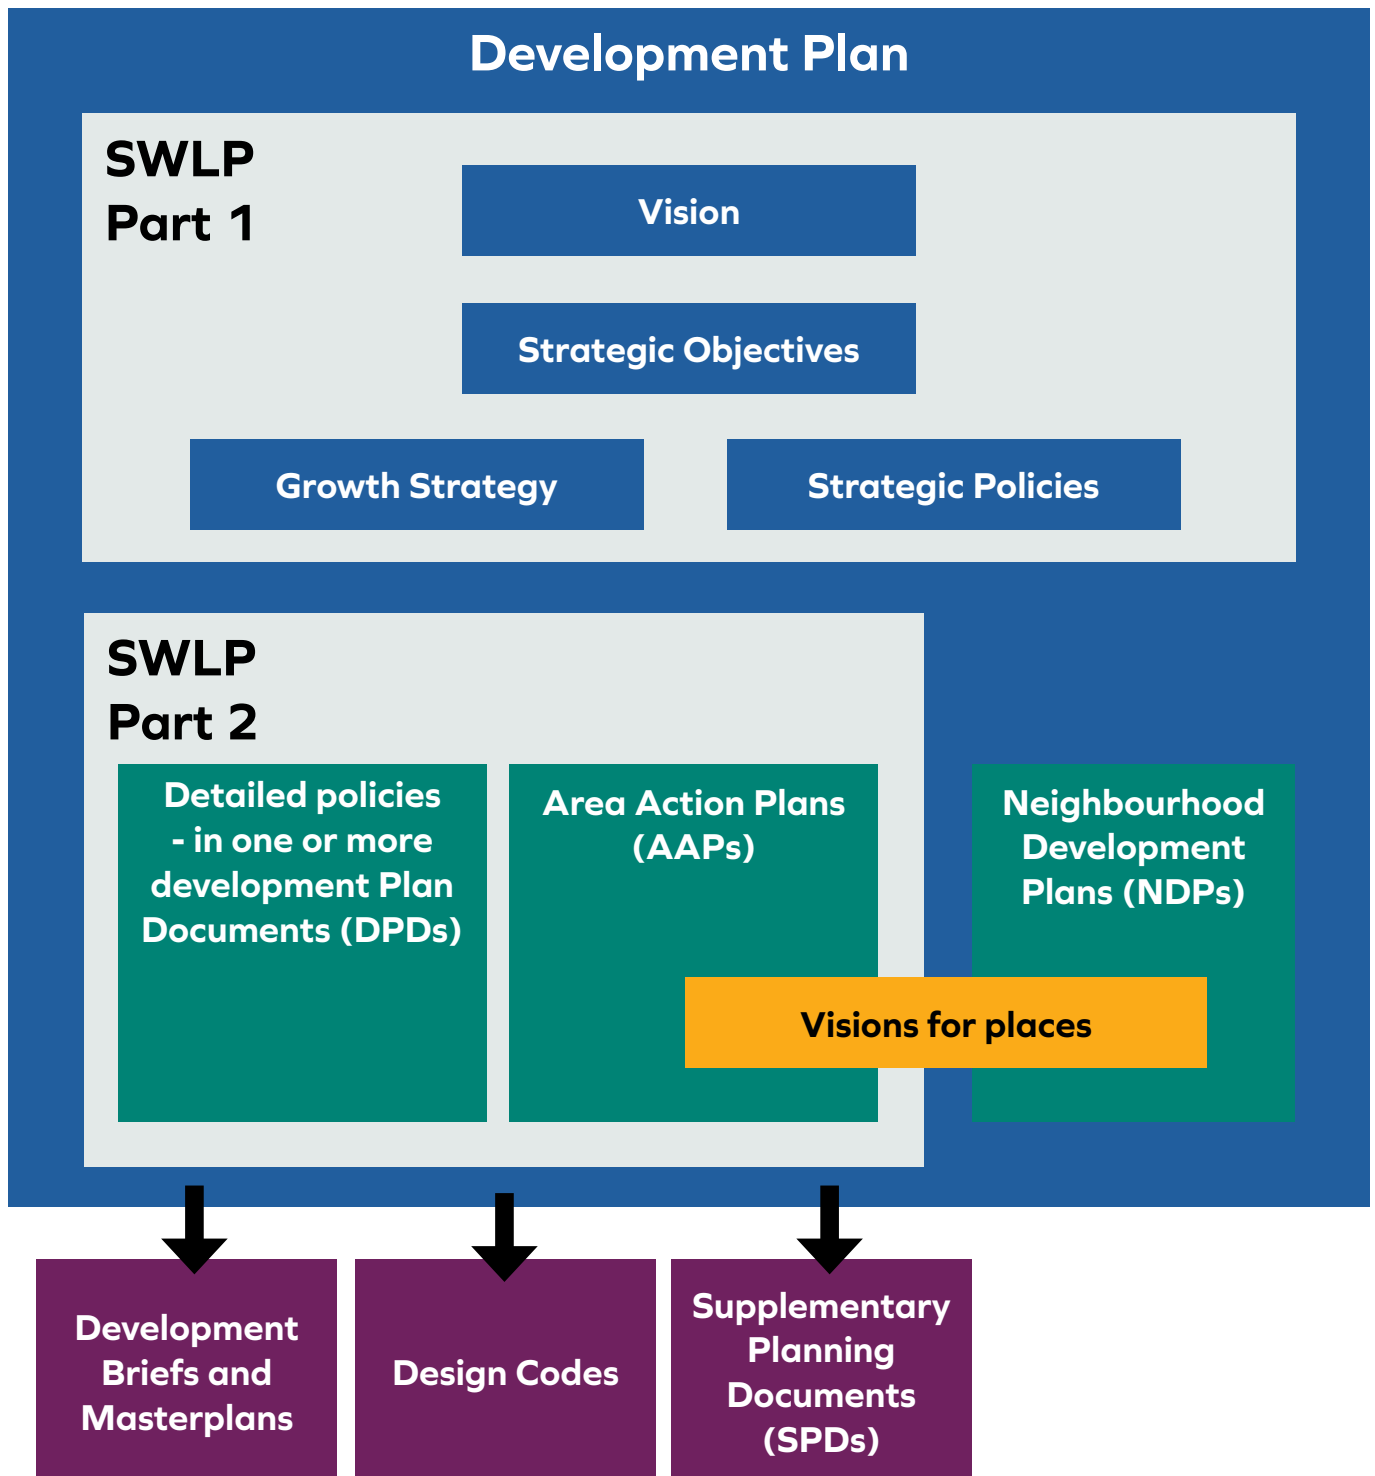 Development Plan
SWLP
Part 1
Vision
Strategic Objectives
Growth Strategy
Strategic Policies
SWLP
Part 2
Detailed policies
- in one or more
development Plan
Documents (DPDs)
Area Action Plans
(AAPs)
Neighbourhood
Development
Plans (NDPs)
Visions for places
Development
Briefs and
Masterplans
Design Codes
Supplementary
Planning
Documents
(SPDs)